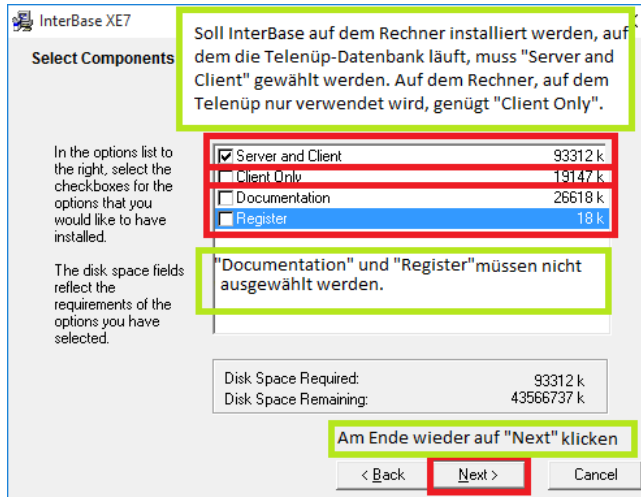 InterBase XE7
Select Components
Soll InterBase auf dem Rechner installiert werden, auf
dem die Telenüp-Datenbank läuft, muss "Server and
Client" gewählt werden. Auf dem Rechner, auf dem
Telenüp nur verwendet wird, genügt "Client Only".
In the options list to
the right, select the
checkboxes for the
options that you
would like to have
installed.
The disk space fields
reflect the
requirements of the
options you have
selected.
Server and Client 93312 k
Client Only 19147 k
Documentation 26618 k
Register 18 k
"Documentation" und "Register"müssen nicht
ausgewählt werden.
Disk Space Required: 93312 k
Disk Space Remaining: 43566737 k
Am Ende wieder auf "Next" klicken
< Back Next > Cancel